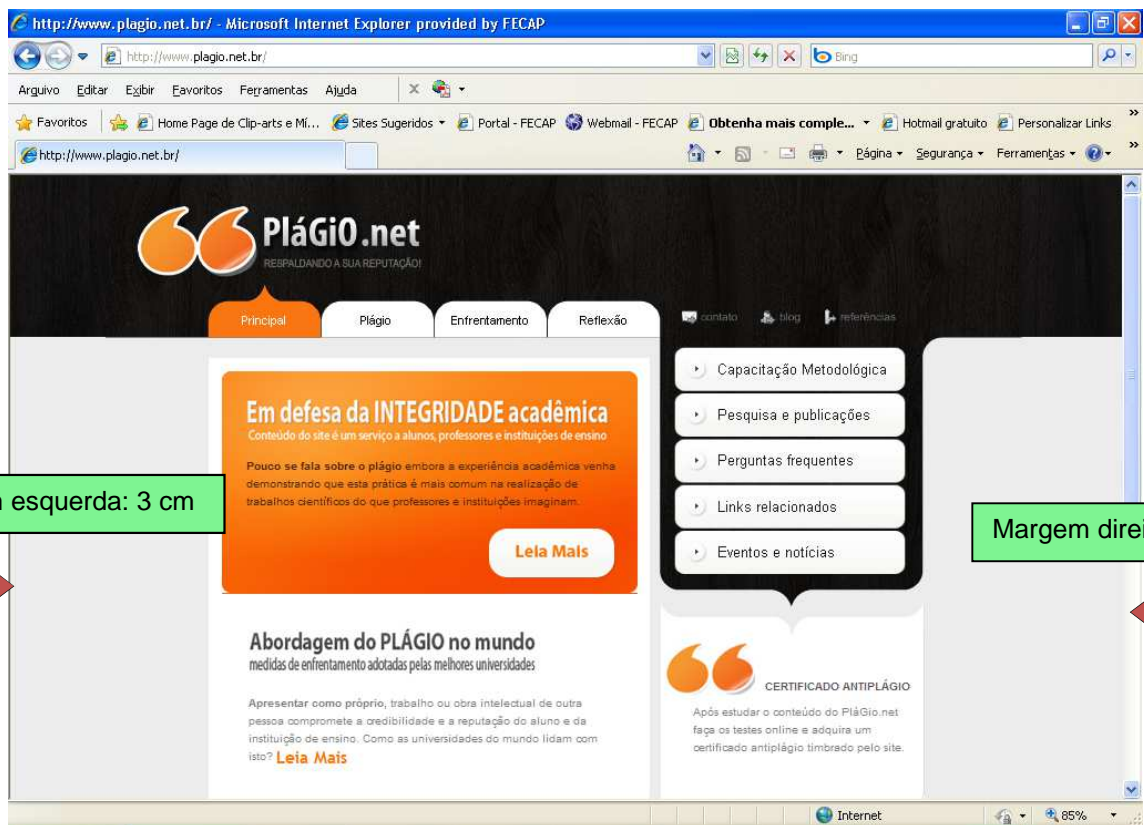 http://www.plagio.net.br/ - Microsoft Internet Explorer provided by FECAP
http://www.plagio.net.br/ Bing
Arquivo Editar Exibir Favoritos Ferramentas Ajuda
Favoritos Home Page de Clip-arts e Mí... Sites Sugeridos Portal - FECAP Webmail - FECAP Obtenha mais comple... Hotmail gratuito Personalizar Links
http://www.plagio.net.br/ Página Segurança Ferramentas
PláGiO.net
RESPALDANDO A SUA REPUTAÇÃO!
Principal Plágio Enfrentamento Reflexão contato blog referências
Capacitação Metodológica
Pesquisa e publicações
Perguntas frequentes
Links relacionados
Eventos e notícias
Em defesa da INTEGRIDADE acadêmica
Conteúdo do site é um serviço a alunos, professores e instituições de ensino
Pouco se fala sobre o plágio embora a experiência acadêmica venha
demonstrando que esta prática é mais comum na realização de
trabalhos científicos do que professores e instituições imaginam.
Leia Mais
esquerda: 3 cm
Margem direi
Abordagem do PLÁGIO no mundo
medidas de enfrentamento adotadas pelas melhores universidades
Apresentar como próprio, trabalho ou obra intelectual de outra
pessoa compromete a credibilidade e a reputação do aluno e da
instituição de ensino. Como as universidades do mundo lidam com
isto? Leia Mais
CERTIFICADO ANTIPLÁGIO
Após estudar o conteúdo do PláGio.net
faça os testes online e adquira um
certificado antiplágio timbrado pelo site.
Internet 85%